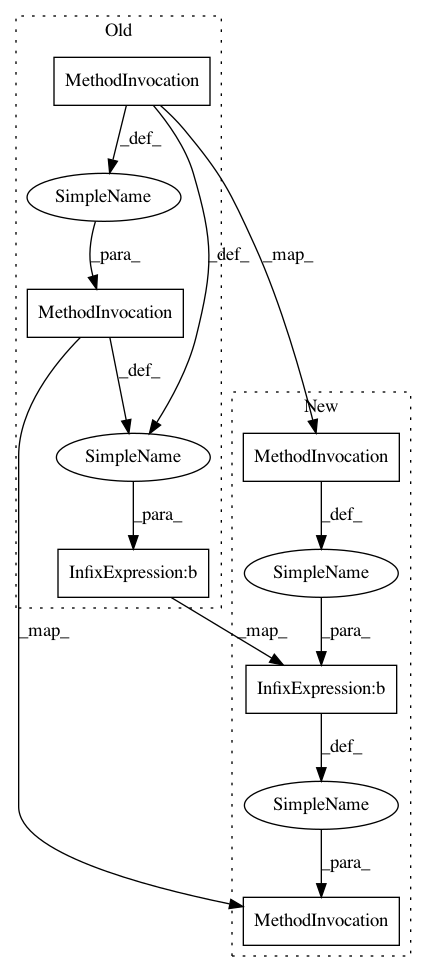 Old
MethodInvocation
_def_
SimpleName
_para_
_def_
_map_
MethodInvocation
_def_
New
SimpleName
MethodInvocation
_para_
_def_
InfixExpression:b
SimpleName
_map_
_map_
_para_
InfixExpression:b
_def_
SimpleName
_para_
MethodInvocation